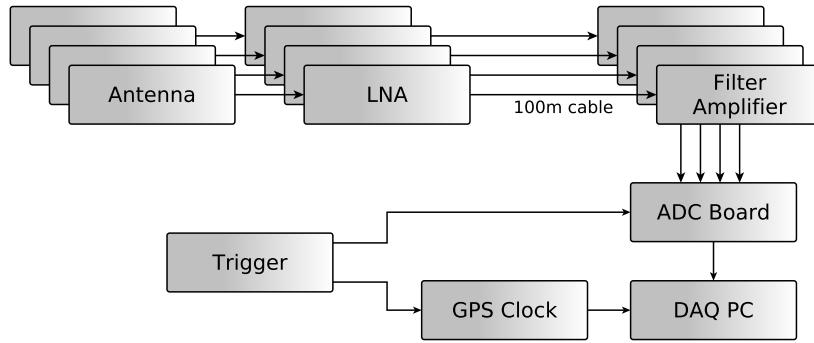 Antenna
LNA
100m cable
Filter
Amplifier
ADC Board
Trigger
GPS Clock
DAQ PC